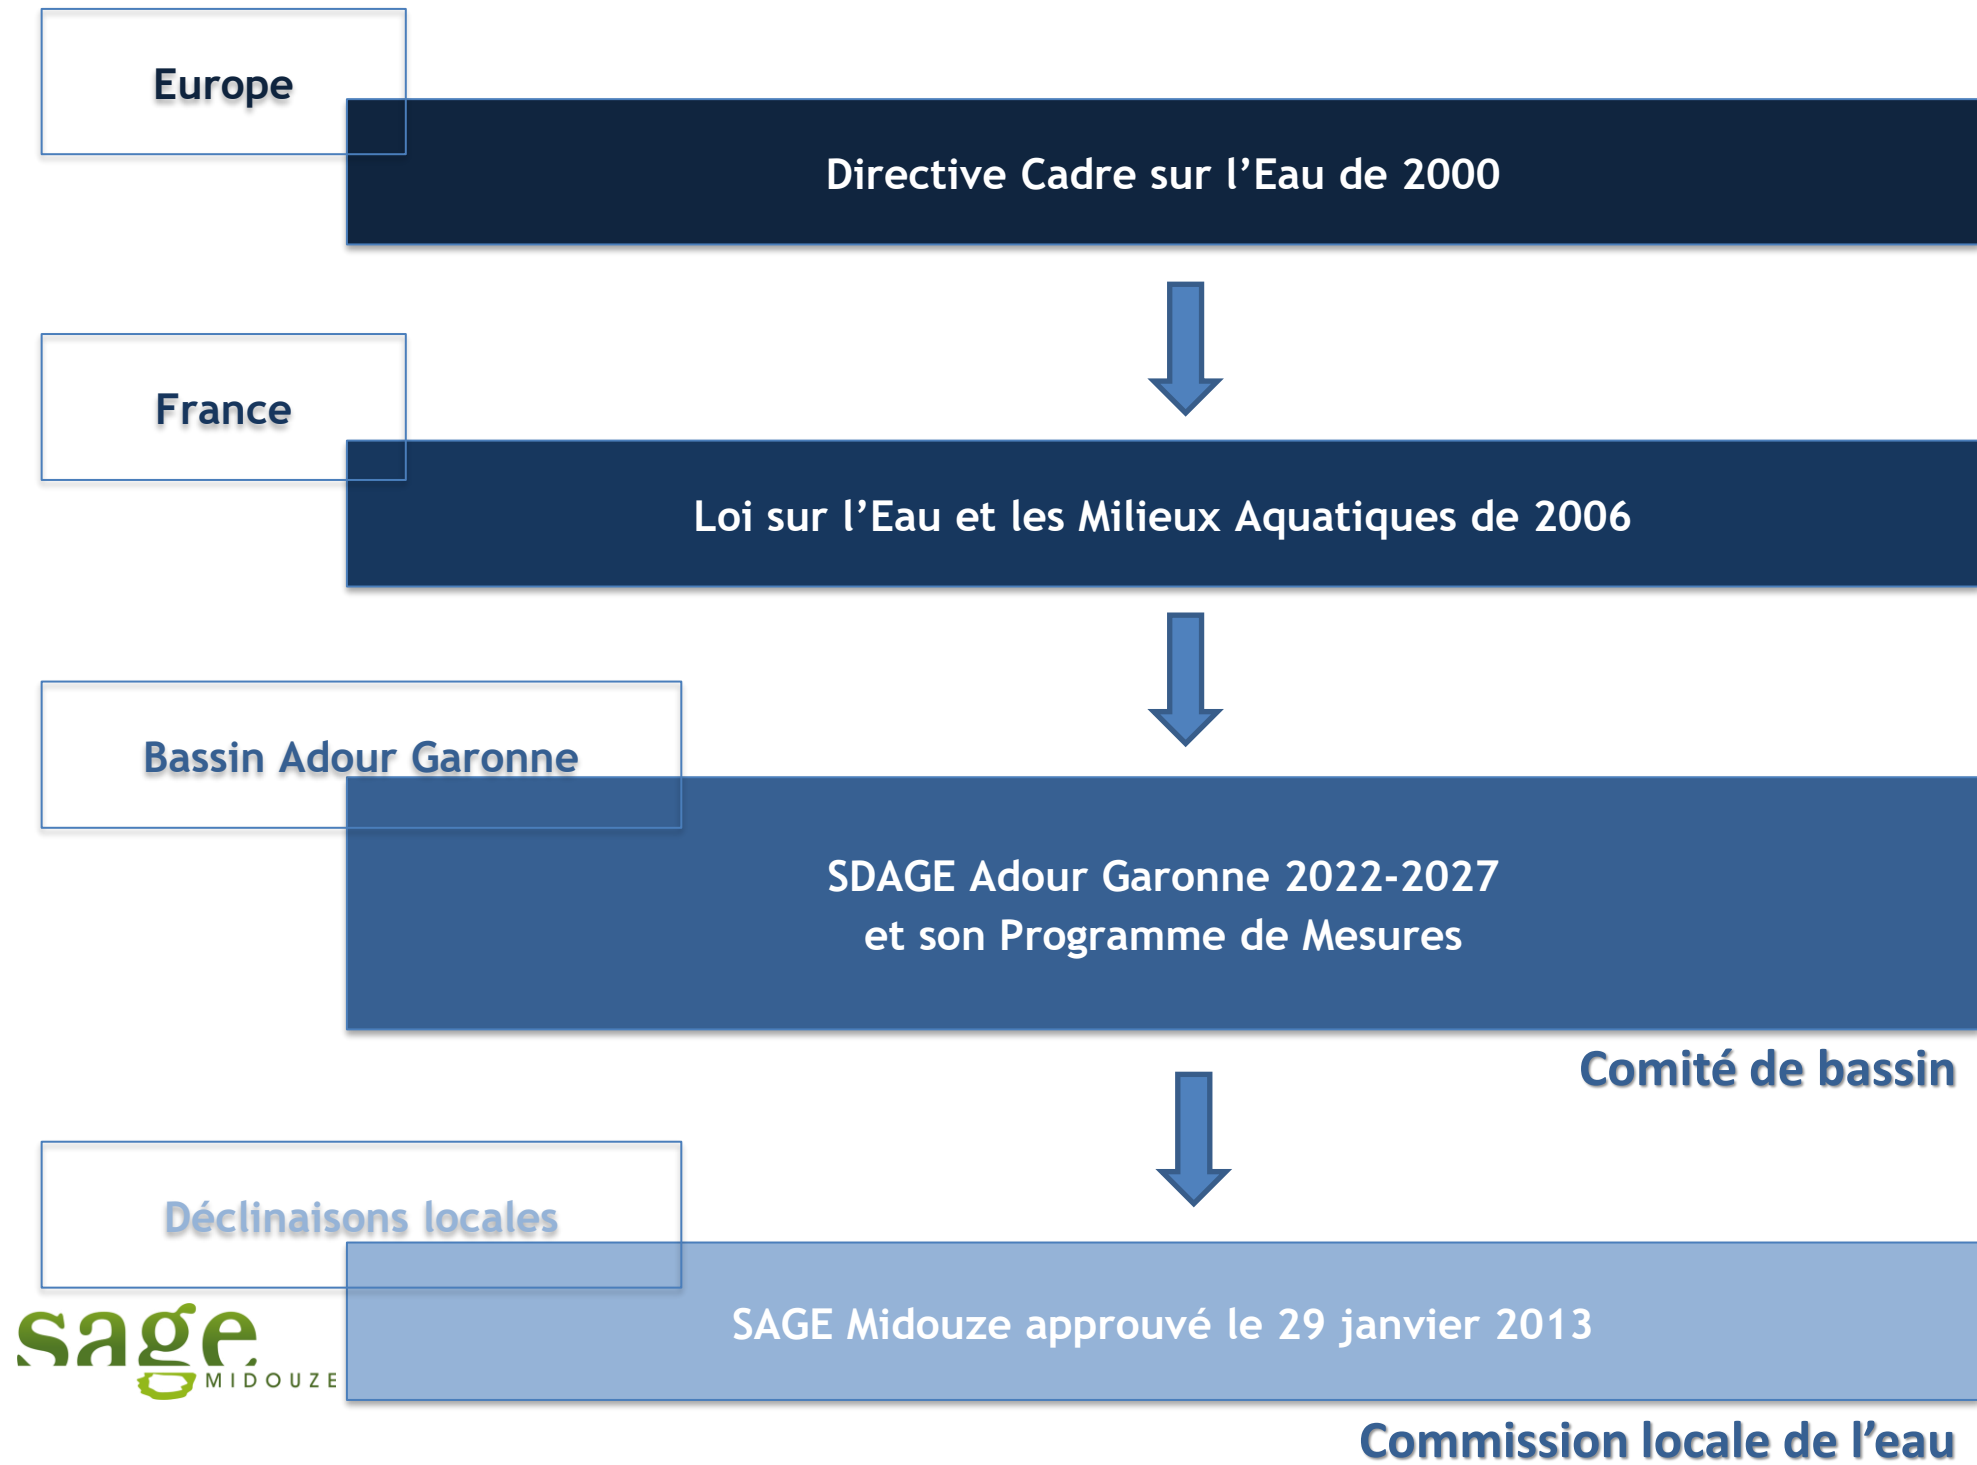 Europe
Directive Cadre sur l’Eau de 2000
France
Loi sur l’Eau et les Milieux Aquatiques de 2006
Bassin Adour Garonne
SDAGE Adour Garonne 2022-2027
et son Programme de Mesures
Comité de bassin
Déclinaisons locales
SAGE Midouze approuvé le 29 janvier 2013
sage
MIDOUZE
Commission locale de l’eau